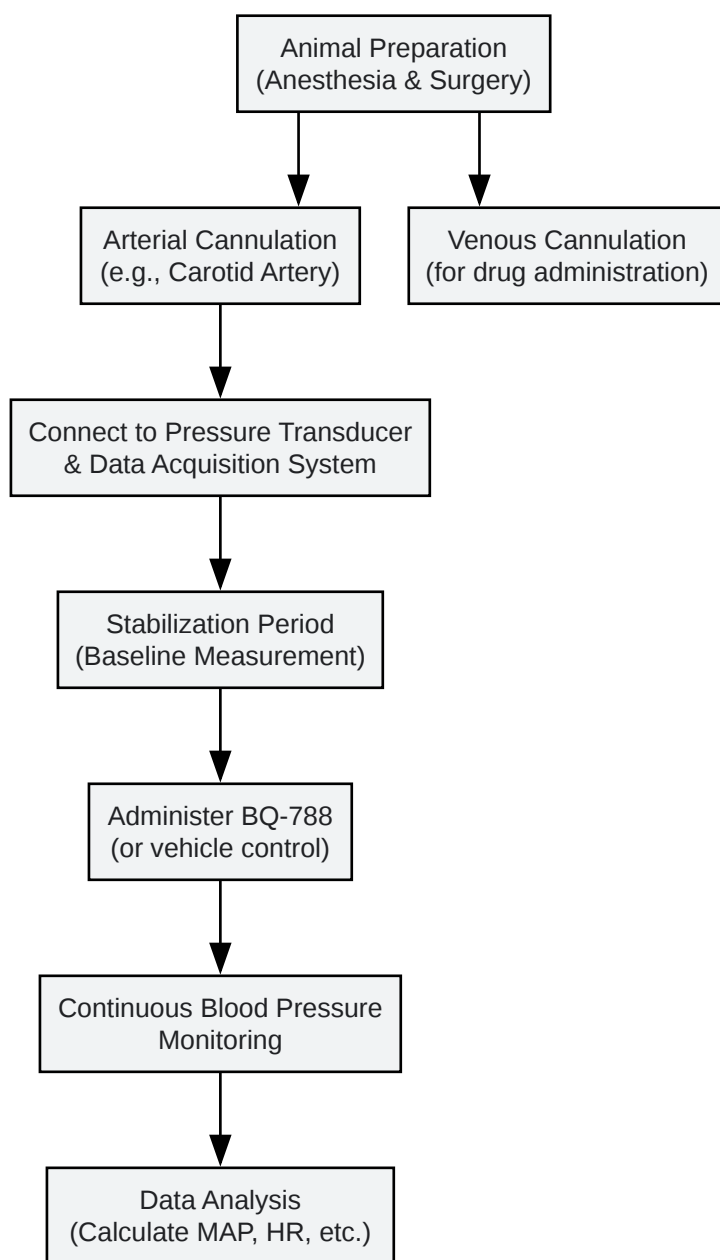 Animal Preparation
(Anesthesia & Surgery)
Arterial Cannulation
(e.g., Carotid Artery)
Venous Cannulation
(for drug administration)
Connect to Pressure Transducer
& Data Acquisition System
Stabilization Period
(Baseline Measurement)
Administer BQ-788
(or vehicle control)
Continuous Blood Pressure
Monitoring
Data Analysis
(Calculate MAP, HR, etc.)